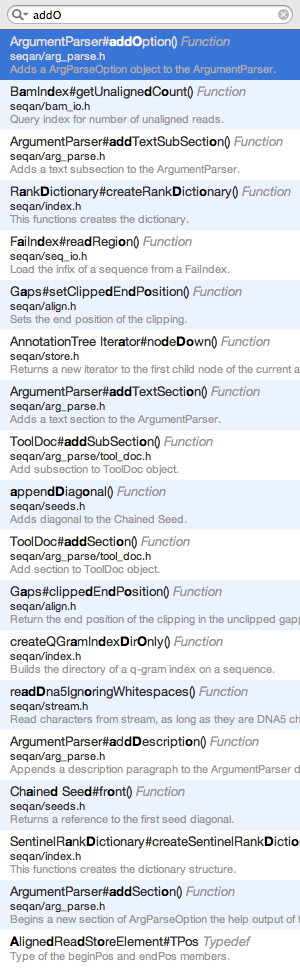 addO
ArgumentParser#addOption() Function
seqan/arg_parse.h
Adds a ArgParseOption object to the ArgumentParser.
BamIndex#getUnalignedCount() Function
seqan/bam_io.h
Query index for number of unaligned reads.
ArgumentParser#addTextSubSection() Function
seqan/arg_parse.h
Adds a text subsection to the ArgumentParser.
RankDictionary#createRankDictionary() Function
seqan/index.h
This functions creates the dictionary.
FaiIndex#readRegion() Function
seqan/seq_io.h
Load the infix of a sequence from a FaiIndex.
Gaps#setClippedEndPosition() Function
seqan/align.h
Sets the end position of the clipping.
AnnotationTree Iterator#nodeDown() Function
seqan/store.h
Returns a new iterator to the first child node of the current a
ArgumentParser#addTextSection() Function
seqan/arg_parse.h
Adds a text section to the ArgumentParser.
ToolDoc#addSubSection() Function
seqan/arg_parse/tool_doc.h
Add subsection to ToolDoc object.
appendDiagonal() Function
seqan/seeds.h
Adds diagonal to the Chained Seed.
ToolDoc#addSection() Function
seqan/arg_parse/tool_doc.h
Add section to ToolDoc object.
Gaps#clippedEndPosition() Function
seqan/align.h
Return the end position of the clipping in the unclipped gapp
createQGramIndexDirOnly() Function
seqan/index.h
Builds the directory of a q-gram index on a sequence.
readDna5IgnoringWhitespaces() Function
seqan/stream.h
Read characters from stream, as long as they are DNA5 ch
ArgumentParser#addDescription() Function
seqan/arg_parse.h
Appends a description paragraph to the ArgumentParser d
Chained Seed#front() Function
seqan/seeds.h
Returns a reference to the first seed diagonal.
SentinelRankDictionary#createSentinelRankDictio
seqan/index.h
This functions creates the dictionary structure.
ArgumentParser#addSection() Function
seqan/arg_parse.h
Begins a new section of ArgParseOption the help output of t
AlignedReadStoreElement#TPos Typedef
Type of the beginPos and endPos members.